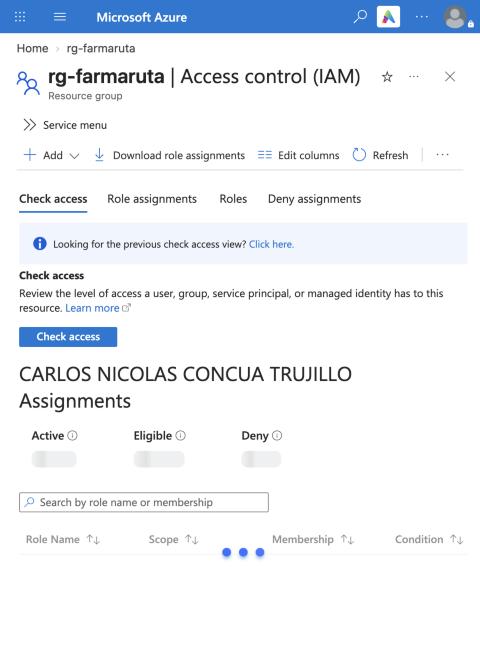 Microsoft Azure
Home > rg-farmaruta
rg-farmaruta | Access control (IAM)
Resource group
Service menu
Add
Download role assignments
Edit columns
Refresh
Check access
Role assignments
Roles
Deny assignments
Looking for the previous check access view? Click here.
Check access
Review the level of access a user, group, service principal, or managed identity has to this
resource. Learn more
Check access
CARLOS NICOLAS CONCUA TRUJILLO
Assignments
Active
Eligible
Deny
Search by role name or membership
Role Name
Scope
Membership
Condition